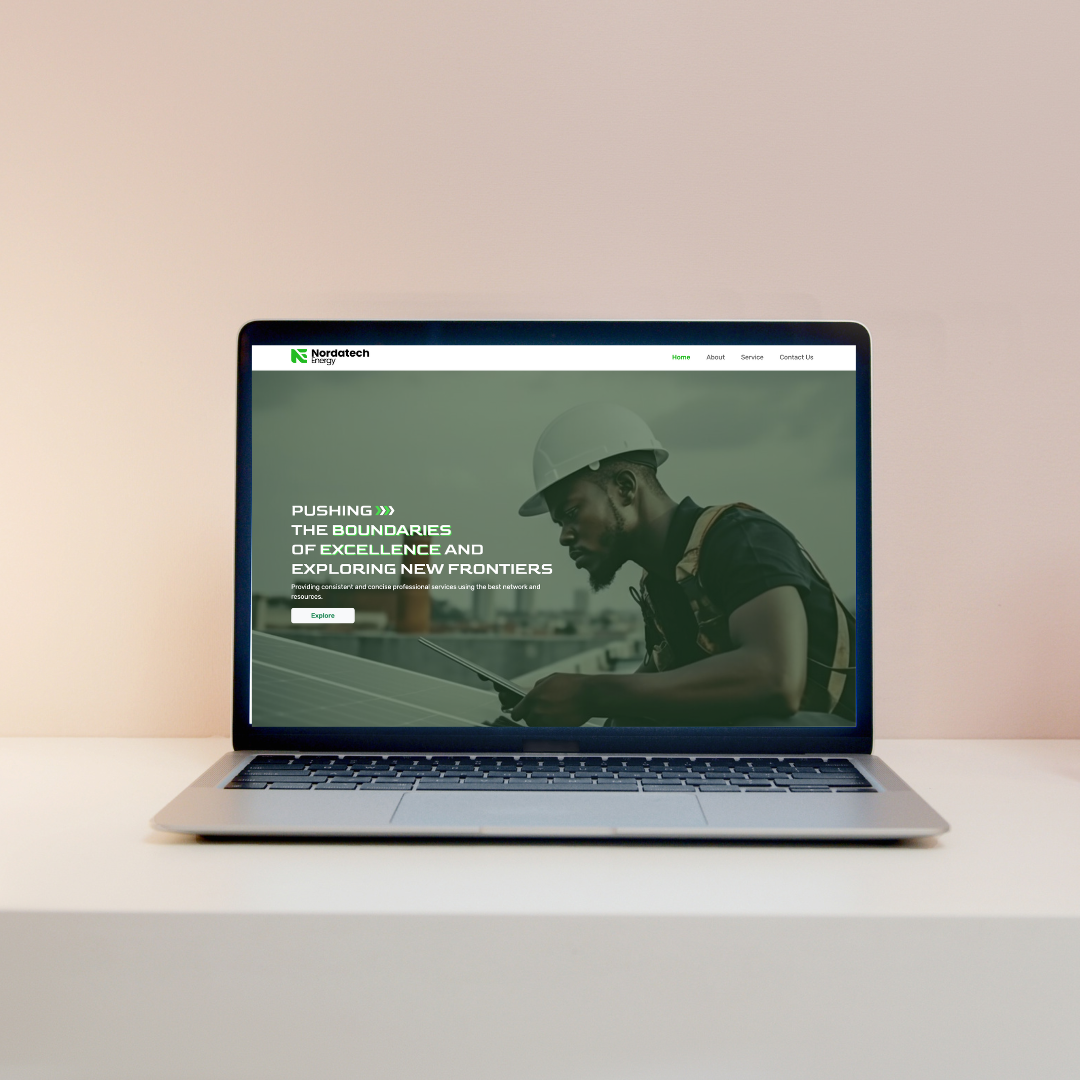 Nordatech
Energy
Home About Service Contact Us
PUSHING
THE BOUNDARIES
OF EXCELLENCE AND
EXPLORING NEW FRONTIERS
Providing consistent and concise professional services using the best network and
resources.
Explore